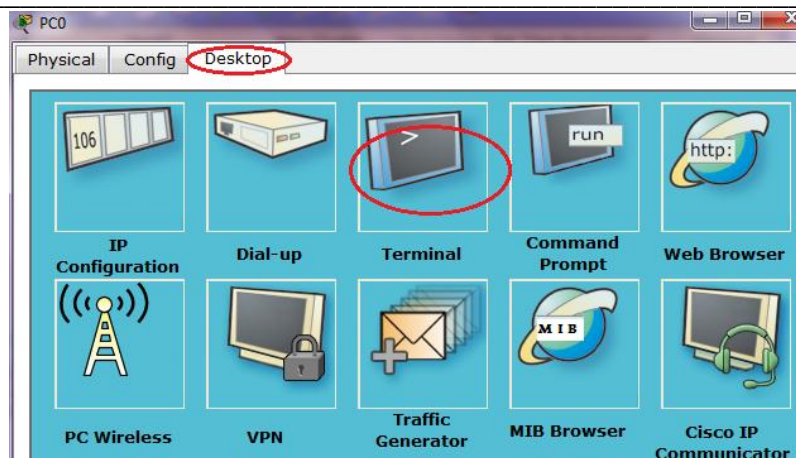 PC0
Physical Config Desktop
106
>
run
http:
IP
Configuration
Dial-up
Terminal
Command
Prompt
Web Browser
MIB
PC Wireless
VPN
Traffic
Generator
MIB Browser
Cisco IP
Communicator